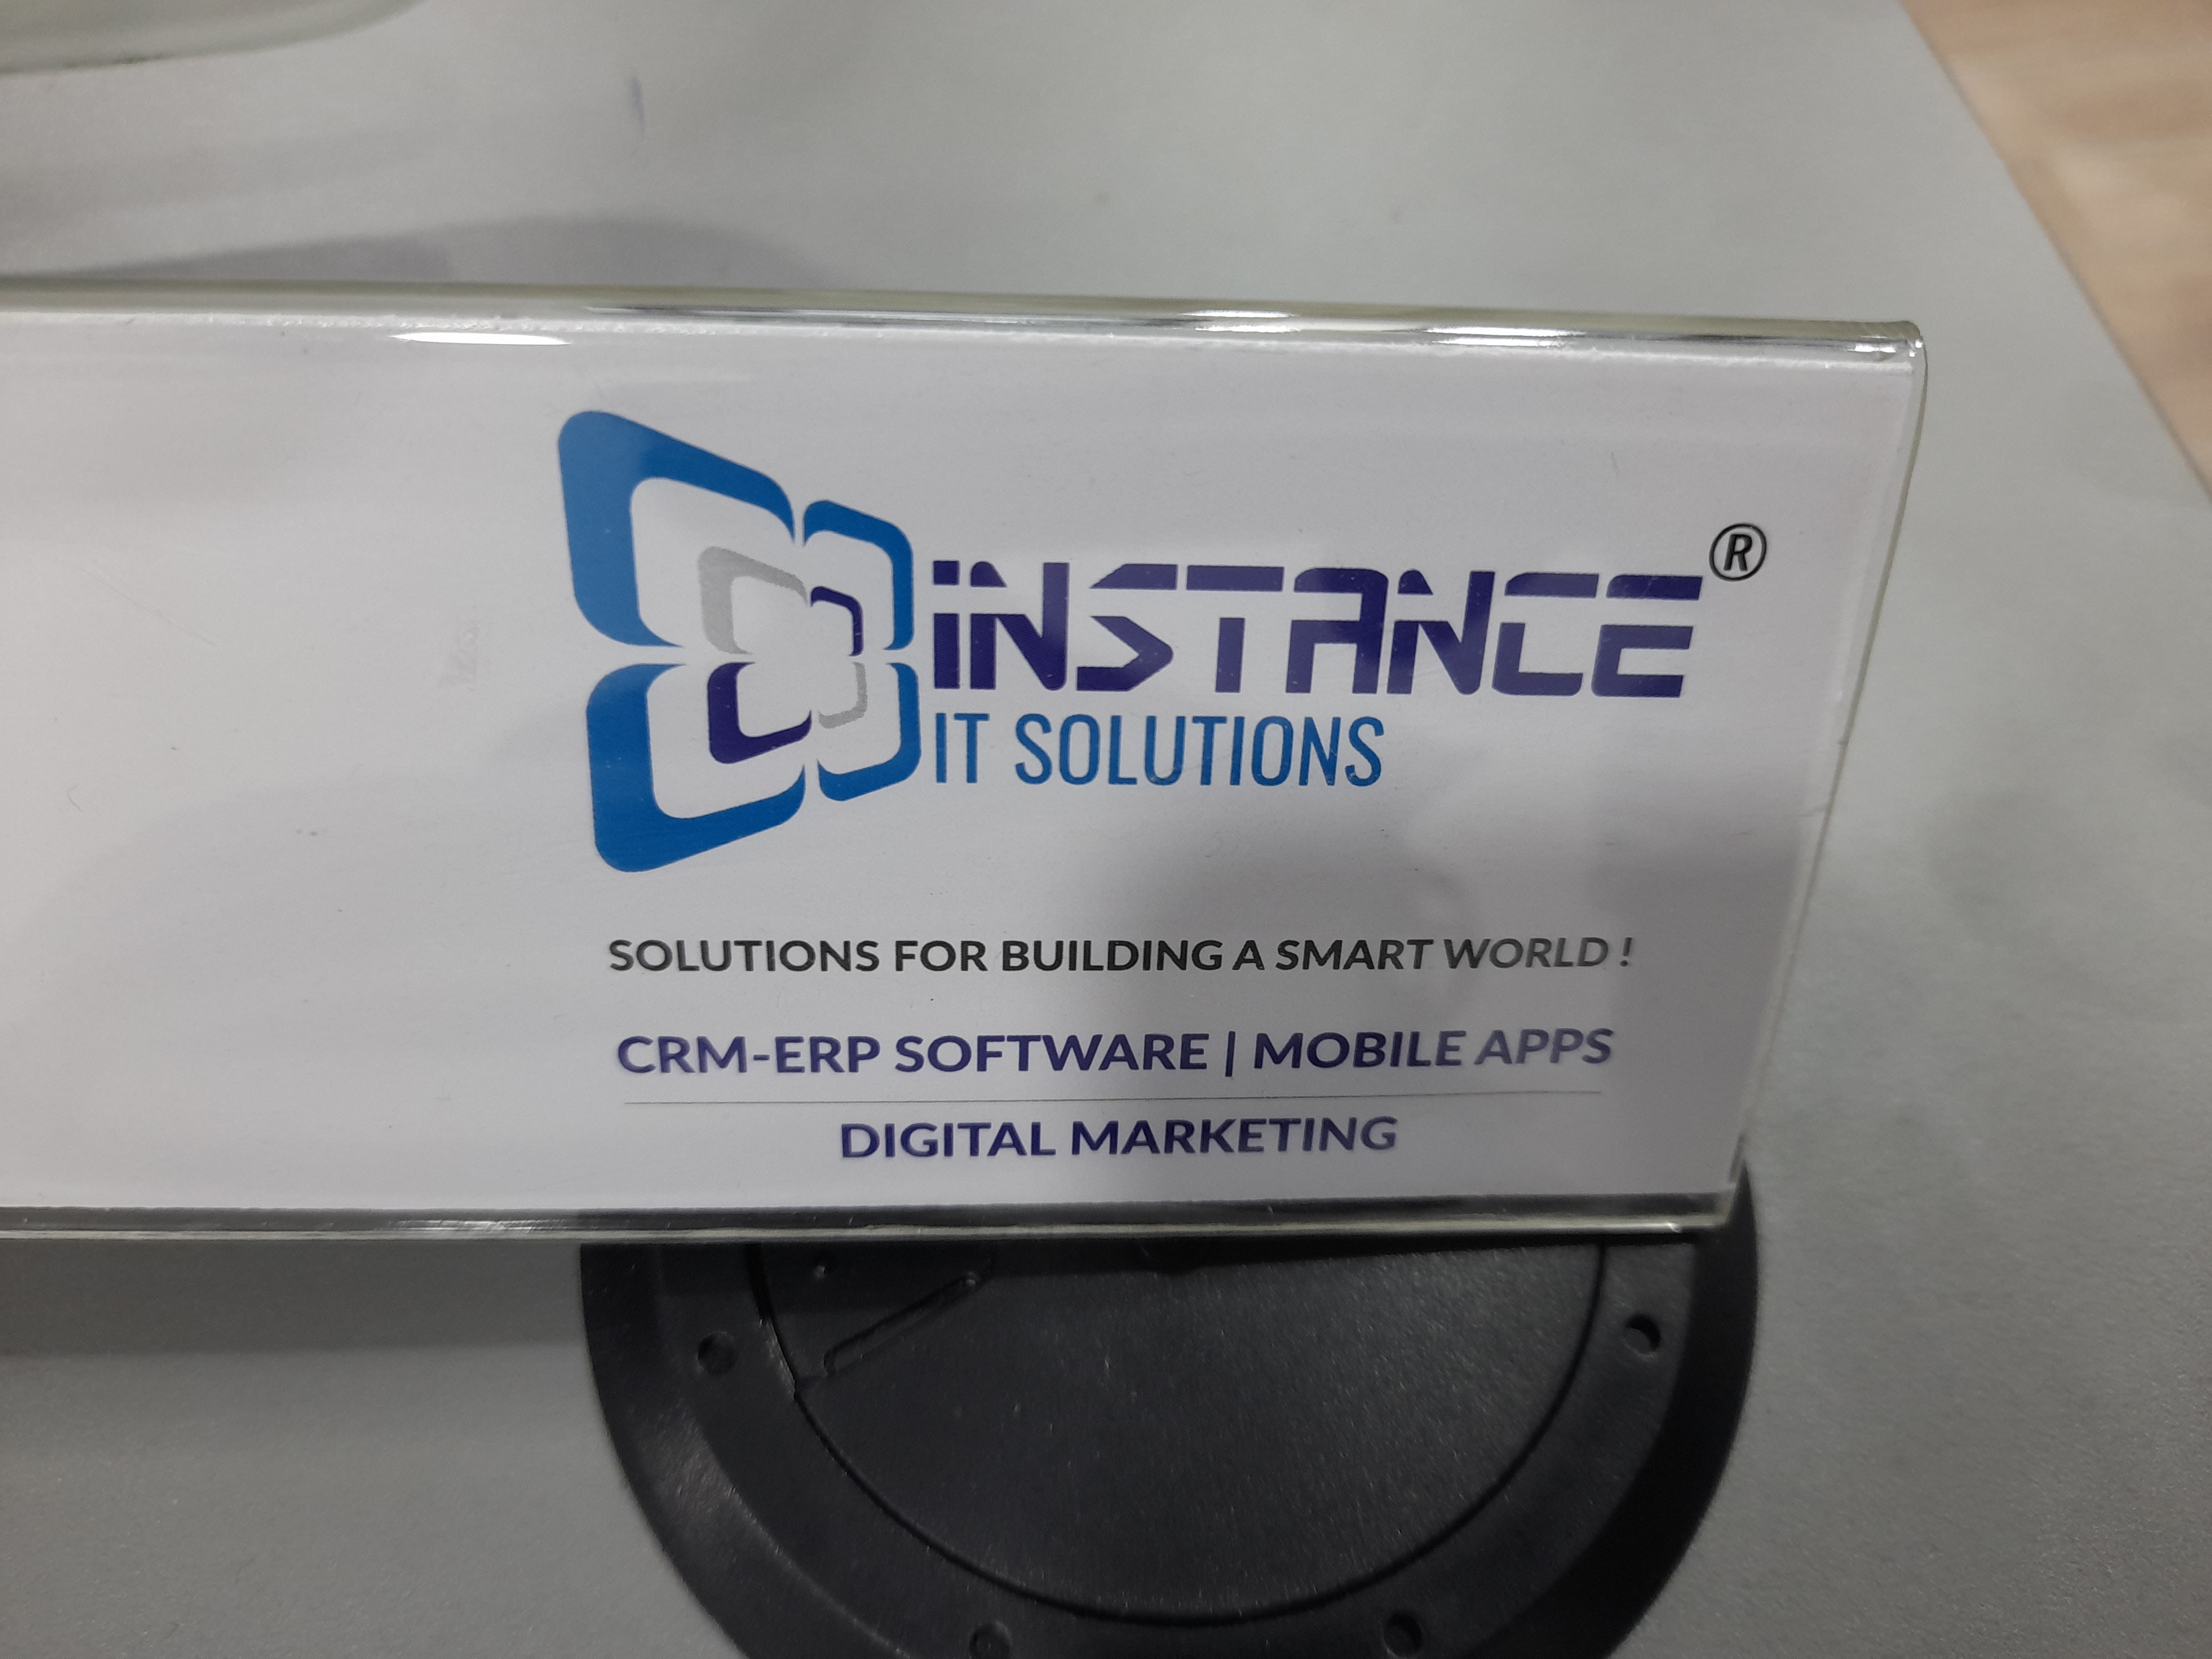 iNSTANCE®
IT SOLUTIONS
SOLUTIONS FOR BUILDING A SMART WORLD !
CRM-ERP SOFTWARE | MOBILE APPS
DIGITAL MARKETING